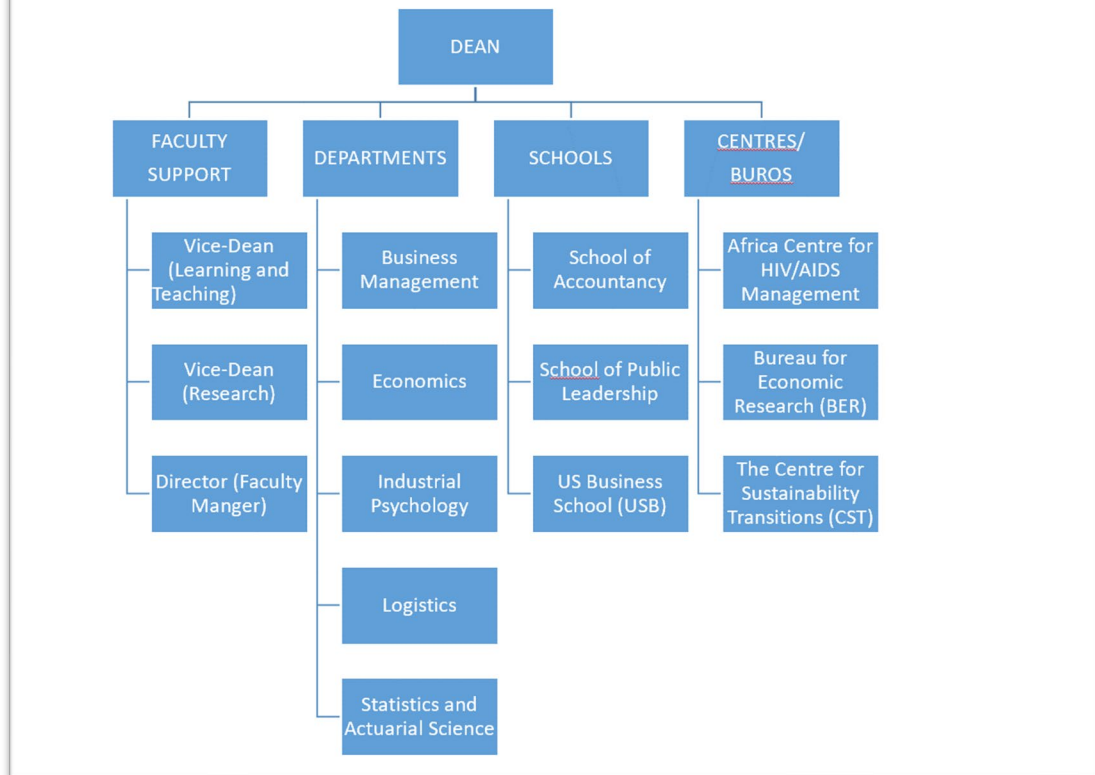 DEAN
FACULTY
SUPPORT
DEPARTMENTS
SCHOOLS
CENTRES/
BUROS
Vice-Dean
(Learning and
Teaching)
Vice-Dean
(Research)
Director (Faculty
Manger)
Business
Management
Economics
Industrial
Psychology
Logistics
Statistics and
Actuarial Science
School of
Accountancy
School of Public
Leadership
US Business
School (USB)
Africa Centre for
HIV/AIDS
Management
Bureau for
Economic
Research (BER)
The Centre for
Sustainability
Transitions (CST)